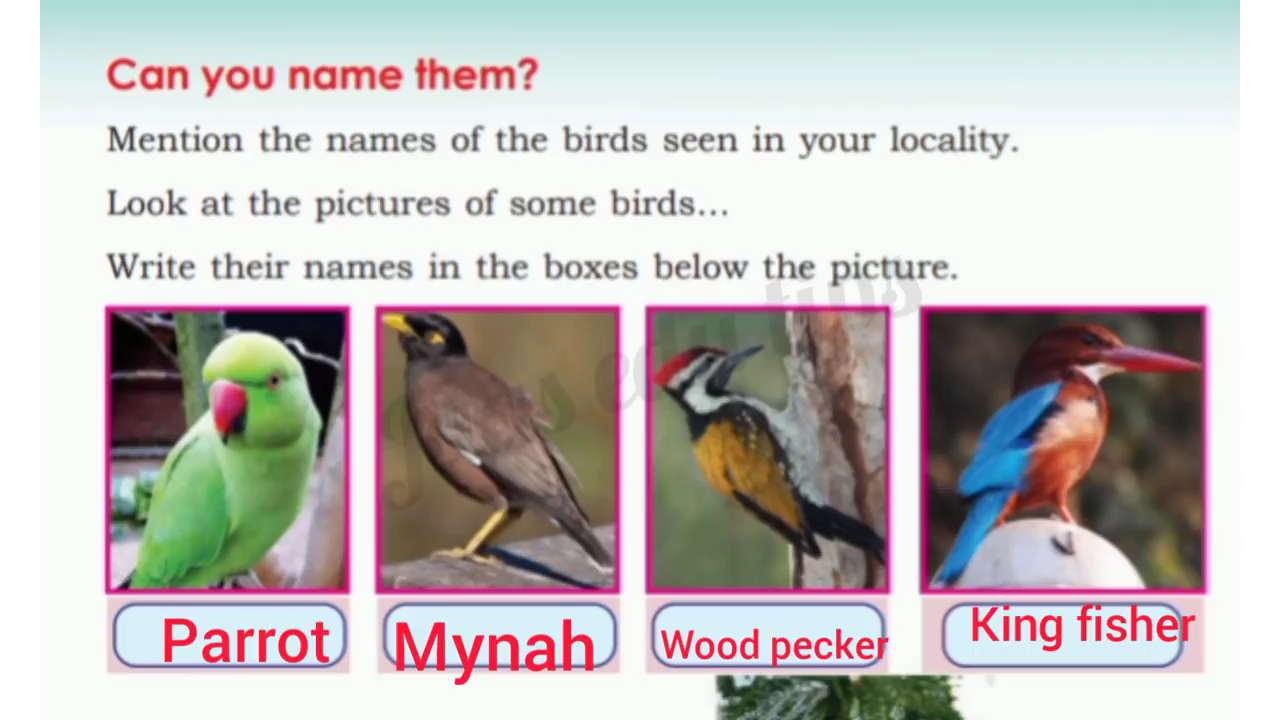 Can you name them?
Mention the names of the birds seen in your locality.
Look at the pictures of some birds...
Write their names in the boxes below the picture.
Parrot
Mynah
Wood pecker
King fisher